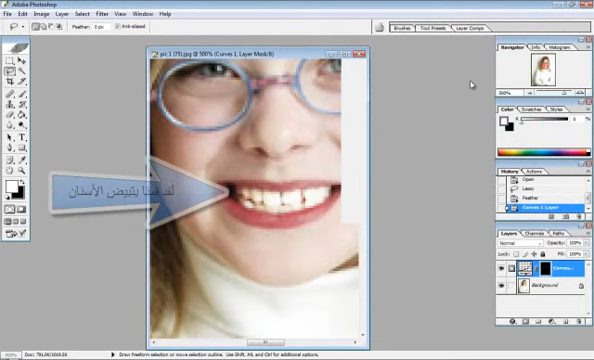 Adobe Photoshop
File Edit Image Layer Select Filter View Window Help
Feather: 0 px Anti-aliased
Brushes Tool Presets Layer Comps
pic 1 (75).jpg @ 500% (Curves 1, Layer Mask/8)
Navigator Info Histogram
500%
Color Swatches Styles
History Actions
Open
Lasso
Feather
Curves 1 Layer
Layers Channels Paths
Normal Opacity: 100%
Lock: Fill: 100%
Curves...
Background
لقد قمنا بتبيض الأسنان
Draw freeform selection or move selection outline. Use Shift, Alt, and Ctrl for additional options.